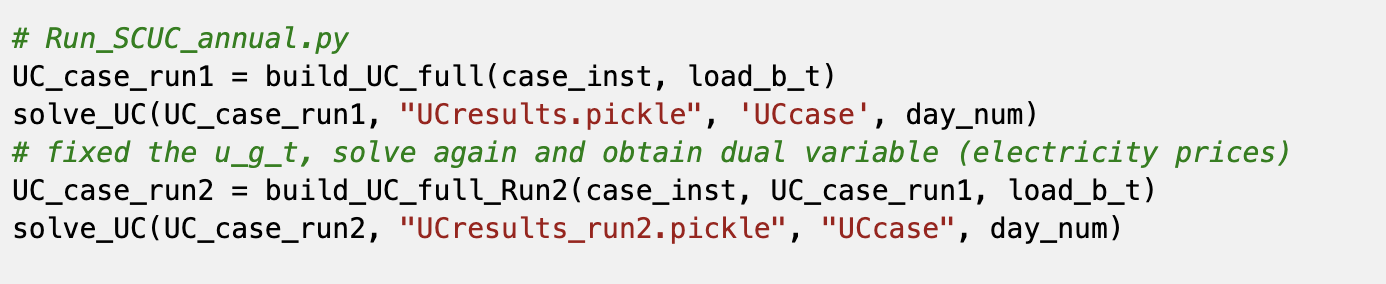 # Run_SCUC_annual.py
UC_case_run1 = build_UC_full(case_inst, load_b_t)
solve_UC(UC_case_run1, "UCresults.pickle", 'UCcase', day_num)
# fixed the u_g_t, solve again and obtain dual variable (electricity prices)
UC_case_run2 = build_UC_full_Run2(case_inst, UC_case_run1, load_b_t)
solve_UC(UC_case_run2, "UCresults_run2.pickle", "UCcase", day_num)